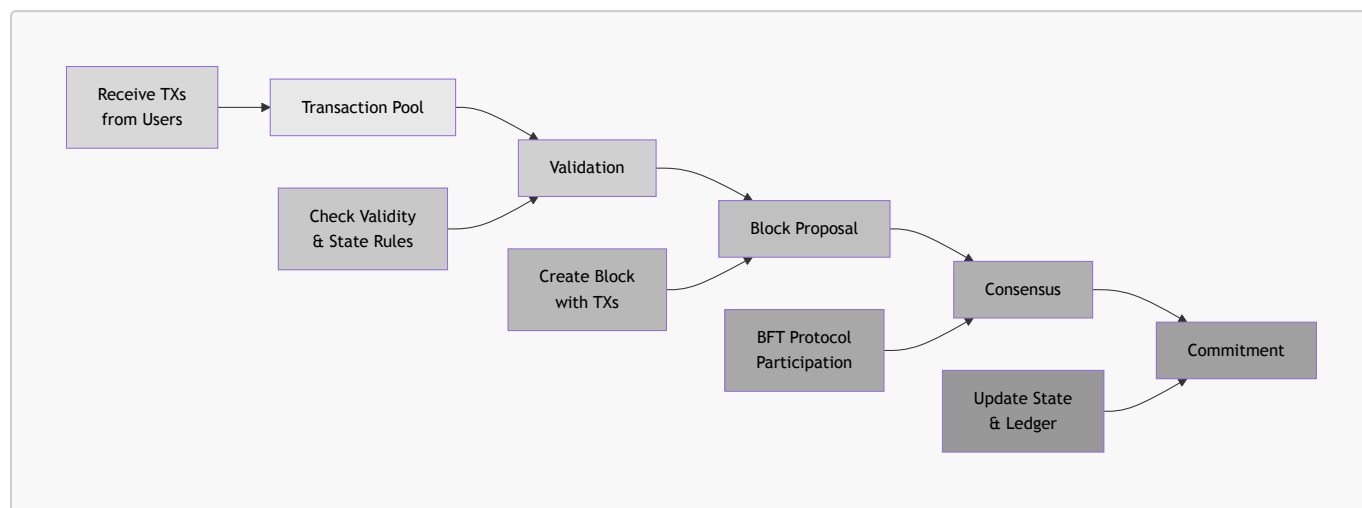 Receive TXs
from Users
Transaction Pool
Validation
Check Validity
& State Rules
Block Proposal
Create Block
with TXs
Consensus
BFT Protocol
Participation
Commitment
Update State
& Ledger